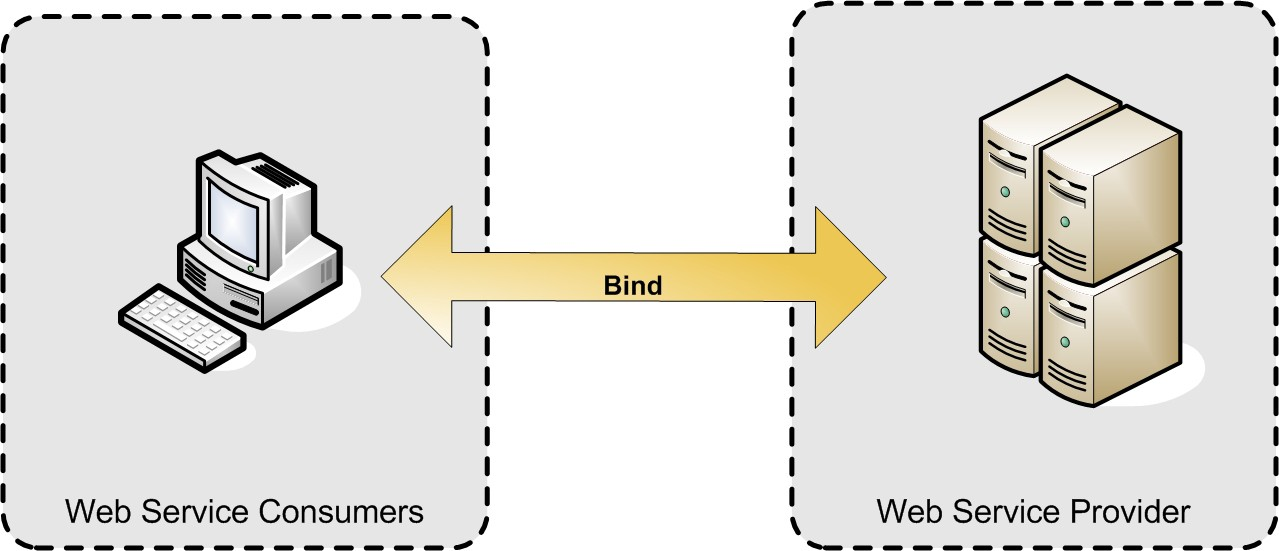 Bind
Web Service Consumers
Web Service Provider